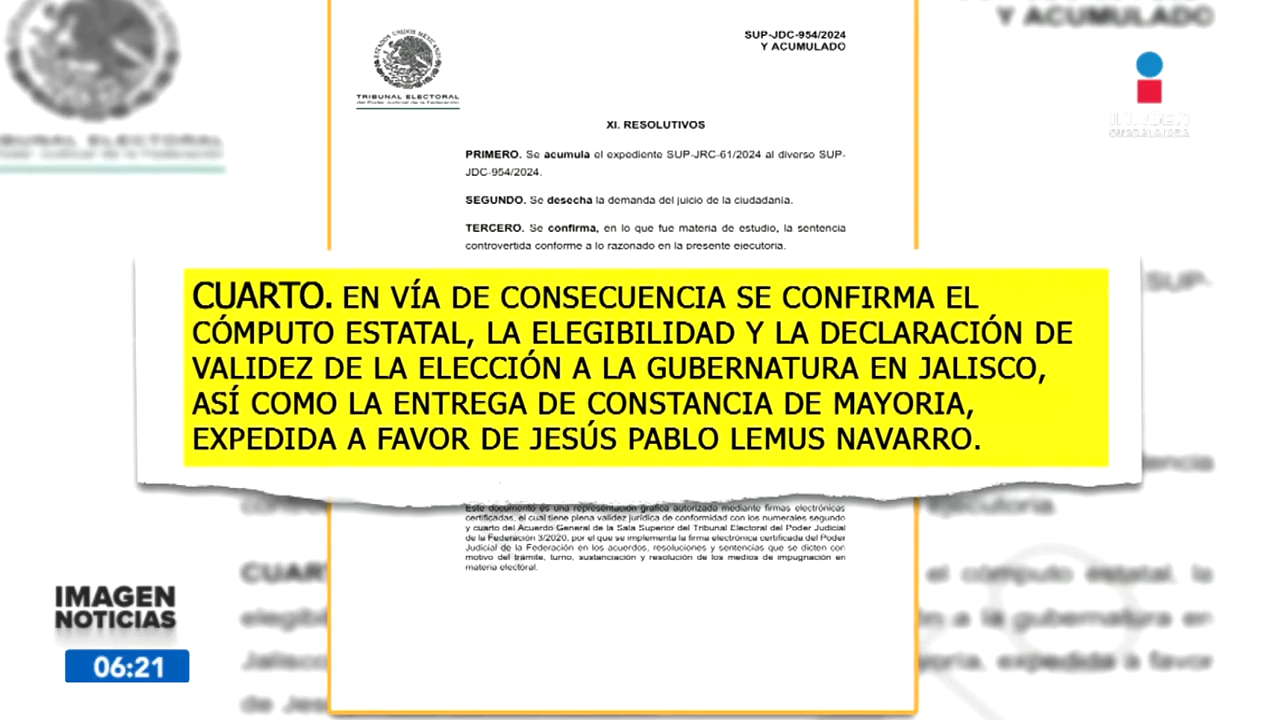 Y ACUMULADO
SUP-JDC-954/2024
Y ACUMULADO
ESTADOS UNIDOS MEXICANOS
TRIBUNAL ELECTORAL
del Poder Judicial de la Federación
XI. RESOLUTIVOS
PRIMERO. Se acumula el expediente SUP-JRC-61/2024 al diverso SUP-
JDC-954/2024.
SEGUNDO. Se desecha la demanda del juicio de la ciudadanía.
TERCERO. Se confirma, en lo que fue materia de estudio, la sentencia
controvertida conforme a lo razonado en la presente ejecutoria.
CUARTO. EN VÍA DE CONSECUENCIA SE CONFIRMA EL
CÓMPUTO ESTATAL, LA ELEGIBILIDAD Y LA DECLARACIÓN DE
VALIDEZ DE LA ELECCIÓN A LA GUBERNATURA EN JALISCO,
ASÍ COMO LA ENTREGA DE CONSTANCIA DE MAYORIA,
EXPEDIDA A FAVOR DE JESÚS PABLO LEMUS NAVARRO.
Este documento es una representación gráfica autorizada mediante firmas electrónicas
certificadas, el cual tiene plena validez jurídica de conformidad con los numerales segundo
y cuarto del Acuerdo General de la Sala Superior del Tribunal Electoral del Poder Judicial
de la Federación 3/2020, por el que se implementa la firma electrónica certificada del Poder
Judicial de la Federación en los acuerdos, resoluciones y sentencias que se dicten con
motivo del trámite, turno, sustanciación y resolución de los medios de impugnación en
materia electoral.
el cómputo estatal, la
a la gubernatura en
expedida a favor
IMAGEN
NOTICIAS
06:21